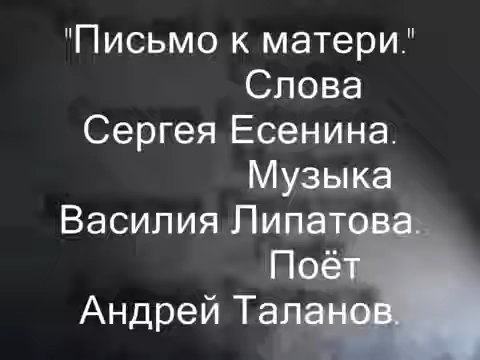 "Письмо к матери."
Слова
Сергея Есенина.
Музыка
Василия Липатова.
Поёт
Андрей Таланов.